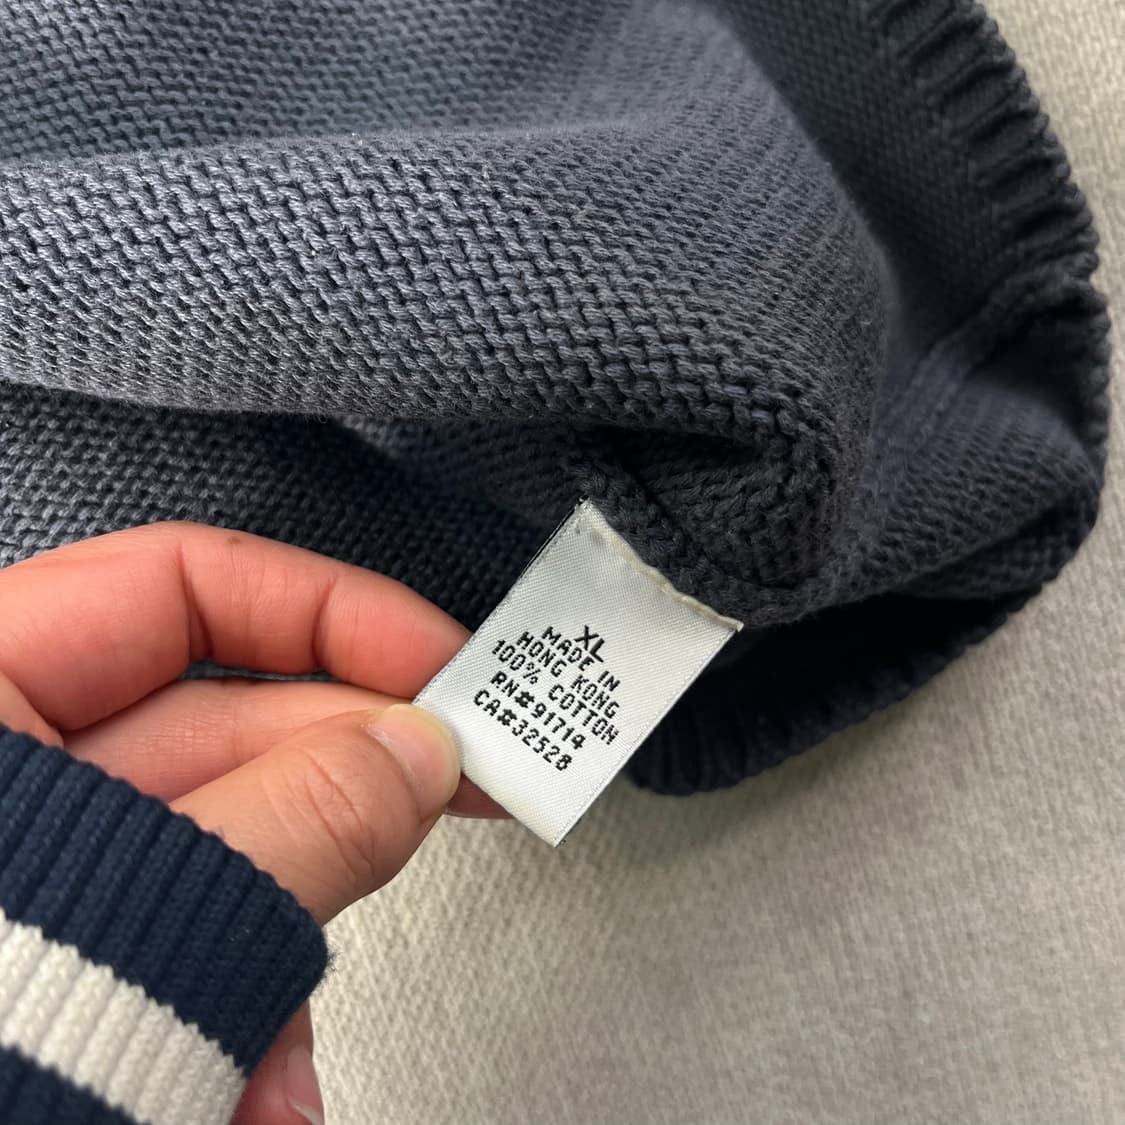 XL
MADE IN
HONG KONG
100% COTTON
RN#91714
CA#32528